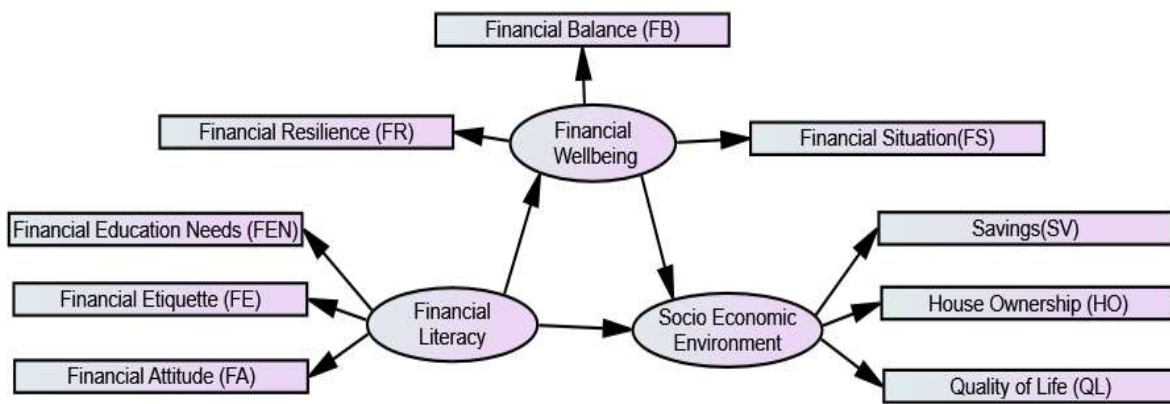 Financial Balance (FB)
Financial Resilience (FR)
Financial
Wellbeing
Financial Situation(FS)
Financial Education Needs (FEN)
Savings(SV)
Financial Etiquette (FE)
Financial
Literacy
Socio Economic
Environment
House Ownership (HO)
Financial Attitude (FA)
Quality of Life (QL)